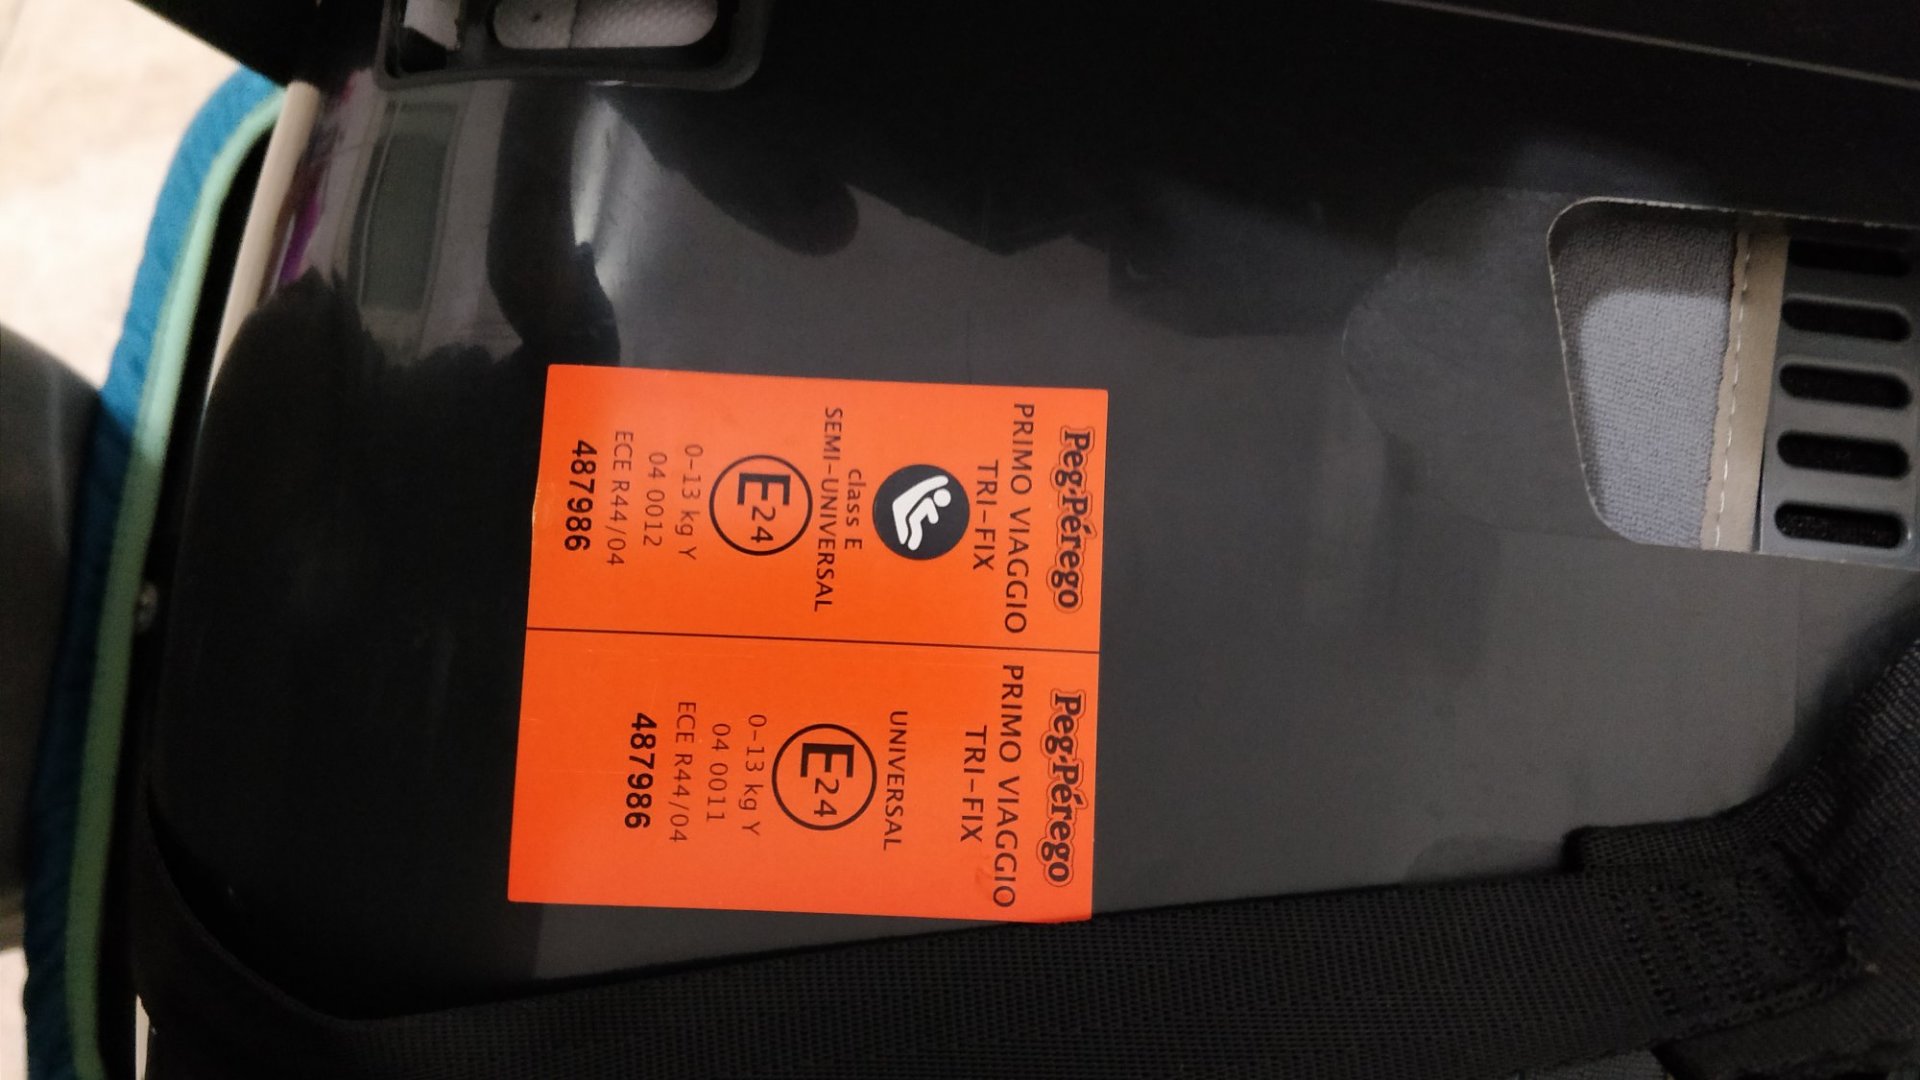 Peg-Pérego
PRIMO VIAGGIO
TRI-FIX
class E
SEMI-UNIVERSAL
E24
0-13 kg Y
04 0012
ECE R44/04
487986
Peg-Pérego
PRIMO VIAGGIO
TRI-FIX
UNIVERSAL
E24
0-13 kg Y
04 0011
ECE R44/04
487986